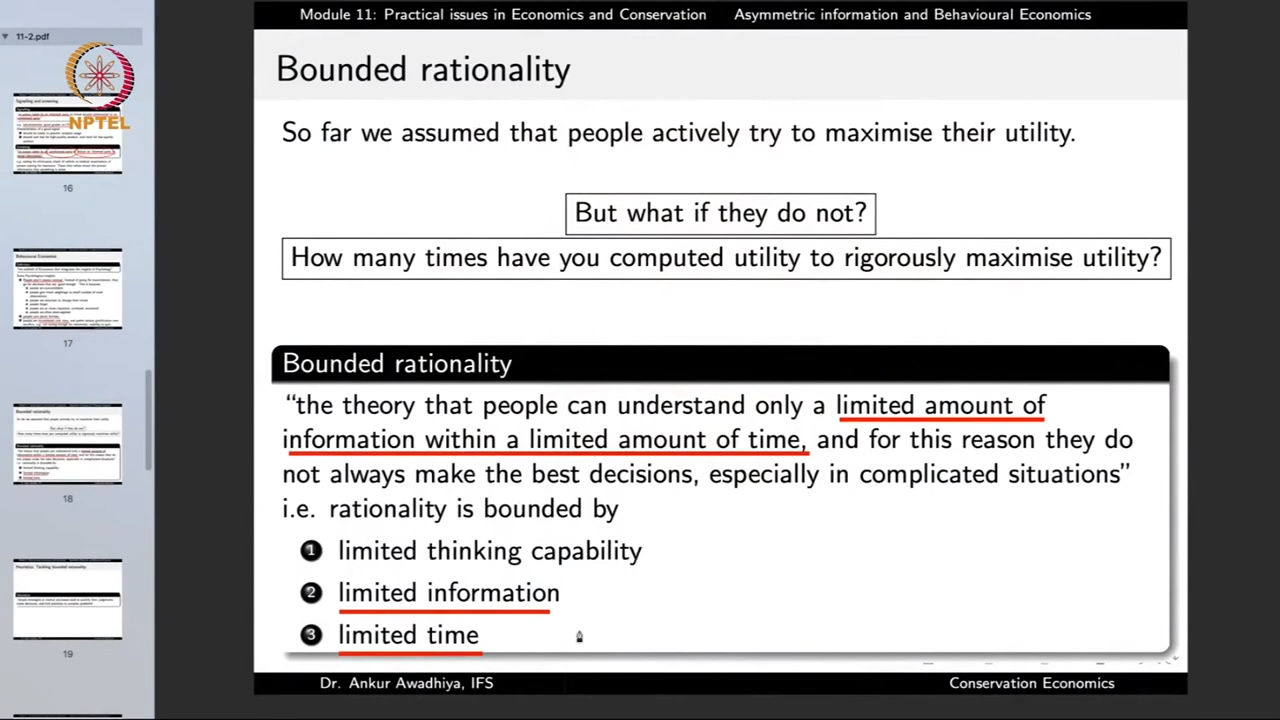 Module 11: Practical issues in Economics and Conservation Asymmetric information and Behavioural Economics
11-2.pdf
NPTEL
16
17
18
19
Bounded rationality
So far we assumed that people actively try to maximise their utility.
But what if they do not?
How many times have you computed utility to rigorously maximise utility?
Bounded rationality
“the theory that people can understand only a limited amount of
information within a limited amount of time, and for this reason they do
not always make the best decisions, especially in complicated situations”
i.e. rationality is bounded by
1 limited thinking capability
2 limited information
3 limited time
Dr. Ankur Awadhiya, IFS Conservation Economics